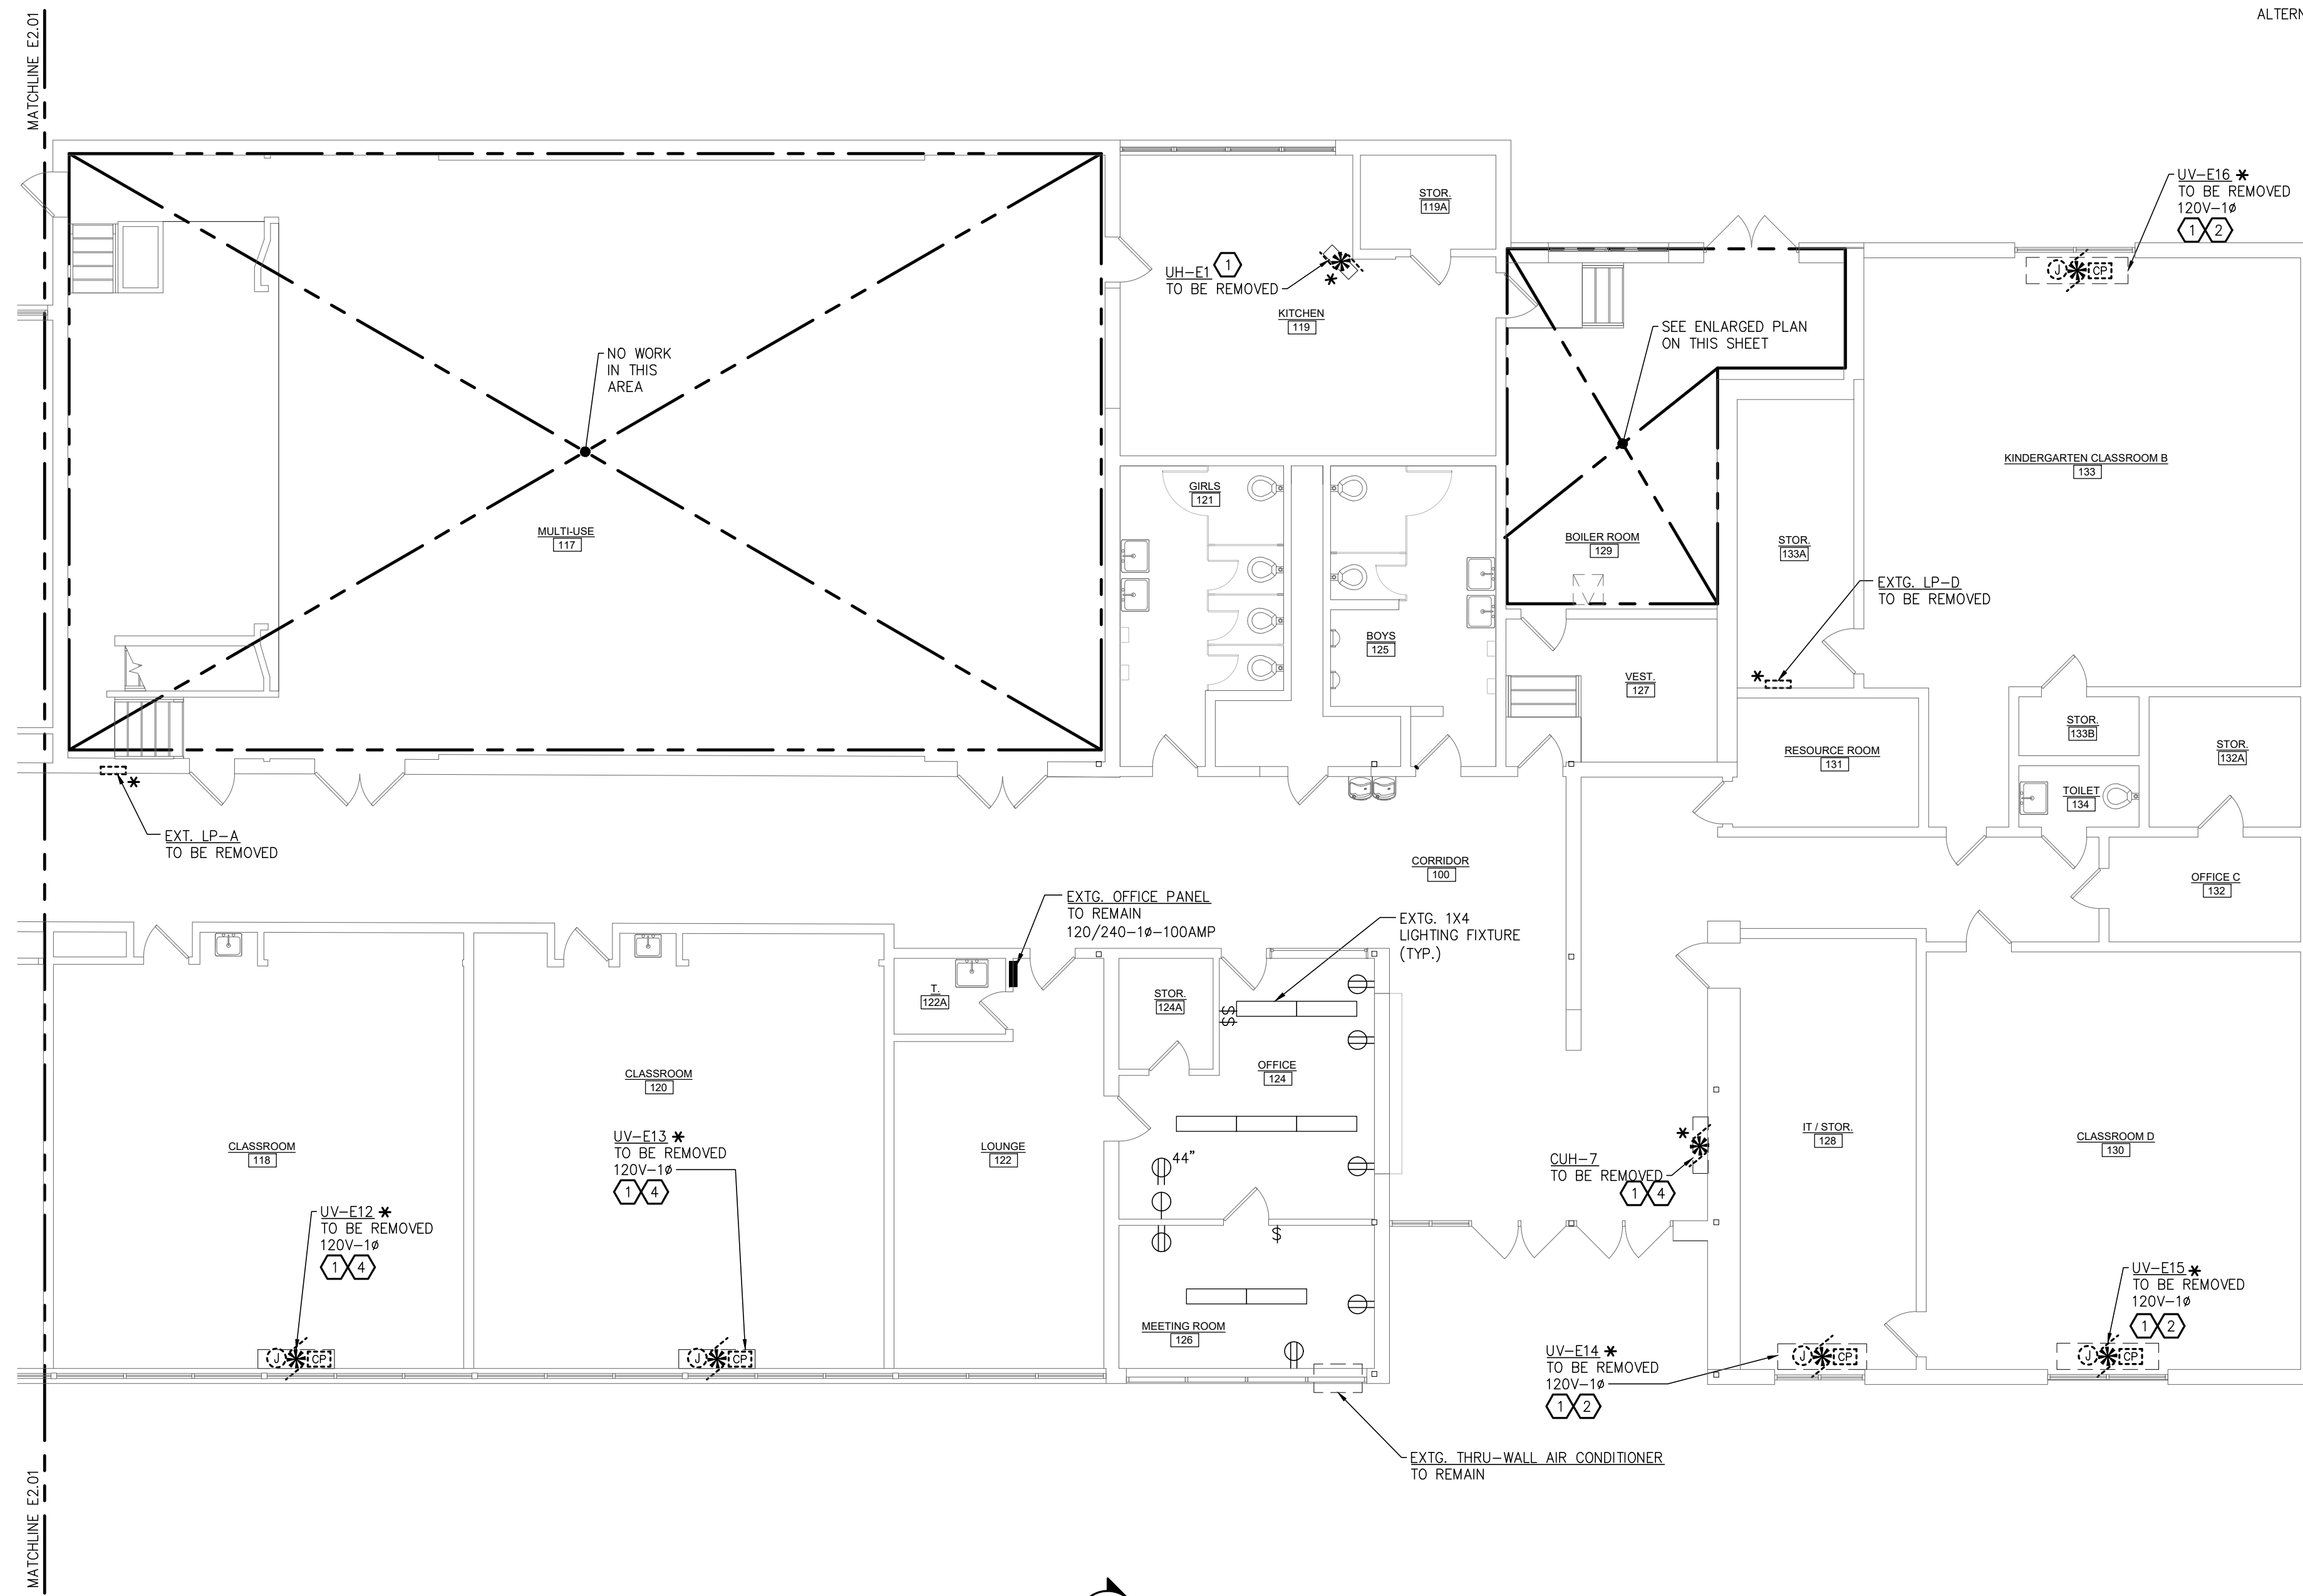 ALTERN
MATCHLINE E2.01
UV-E16 *
TO BE REMOVED
120V-1ø
1 2
J CP
STOR.
119A
UH-E1 1
TO BE REMOVED
*
KITCHEN
119
SEE ENLARGED PLAN
ON THIS SHEET
NO WORK
IN THIS
AREA
KINDERGARTEN CLASSROOM B
133
GIRLS
121
MULTI-USE
117
BOILER ROOM
129
STOR.
133A
EXTG. LP-D
TO BE REMOVED
*
BOYS
125
VEST.
127
STOR.
133B
RESOURCE ROOM
131
STOR.
132A
TOILET
134
*
EXT. LP-A
TO BE REMOVED
CORRIDOR
100
OFFICE C
132
EXTG. OFFICE PANEL
TO REMAIN
120/240-1ø-100AMP
EXTG. 1X4
LIGHTING FIXTURE
(TYP.)
T.
122A
STOR.
124A
$$
OFFICE
124
CLASSROOM
120
UV-E13 *
TO BE REMOVED
120V-1ø
1 4
CLASSROOM
118
LOUNGE
122
44"
IT / STOR.
128
CLASSROOM D
130
*
CUH-7
TO BE REMOVED
1 4
UV-E12 *
TO BE REMOVED
120V-1ø
1 4
$
UV-E15 *
TO BE REMOVED
120V-1ø
1 2
MEETING ROOM
126
UV-E14 *
TO BE REMOVED
120V-1ø
1 2
J CP
J CP
J CP
J CP
EXTG. THRU-WALL AIR CONDITIONER
TO REMAIN
MATCHLINE E2.01